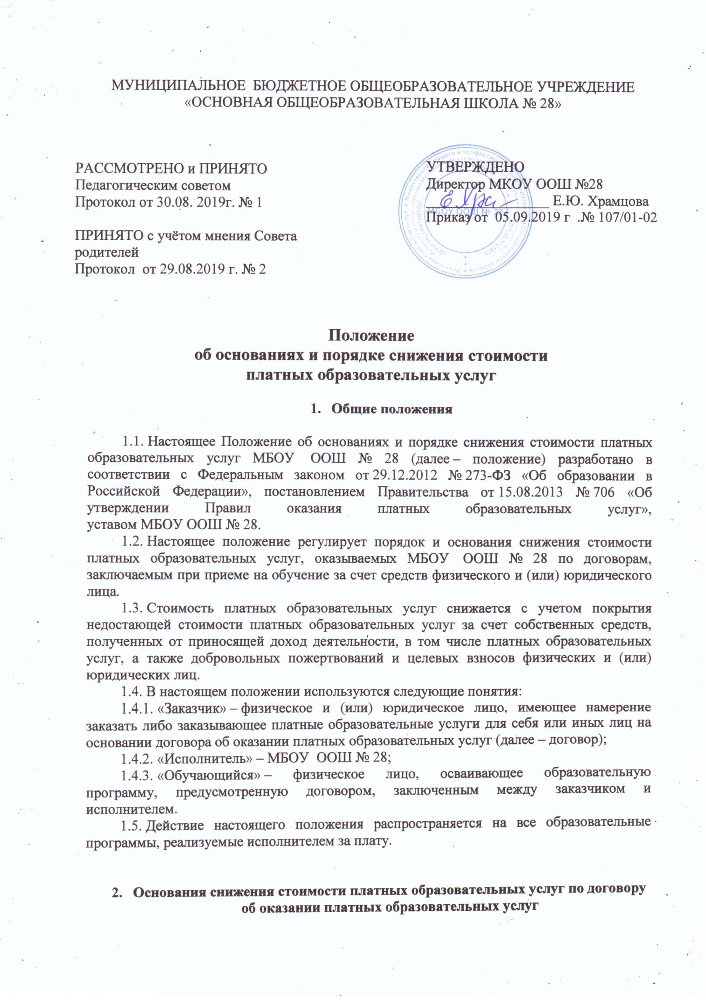 МУНИЦИПАЛЬНОЕ БЮДЖЕТНОЕ ОБЩЕОБРАЗОВАТЕЛЬНОЕ УЧРЕЖДЕНИЕ
«ОСНОВНАЯ ОБЩЕОБРАЗОВАТЕЛЬНАЯ ШКОЛА № 28»
РАССМОТРЕНО и ПРИНЯТО
Педагогическим советом
Протокол от 30.08. 2019г. № 1
ПРИНЯТО с учётом мнения Совета
родителей
Протокол от 29.08.2019 г. № 2
УТВЕРЖДЕНО
Директор МКОУ ООШ №28
Е.Ю. Храмцова
МБОУ ООШ № 28
Приказ от 05.09.2019 г .№ 107/01-02
Положение
об основаниях и порядке снижения стоимости
платных образовательных услуг
1. Общие положения
1.1. Настоящее Положение об основаниях и порядке снижения стоимости платных
образовательных услуг МБОУ ООШ № 28 (далее – положение) разработано в
соответствии с Федеральным законом от 29.12.2012 № 273-ФЗ «Об образовании в
Российской Федерации», постановлением Правительства от 15.08.2013 № 706 «Об
утверждении Правил оказания платных образовательных услуг»,
уставом МБОУ ООШ № 28.
1.2. Настоящее положение регулирует порядок и основания снижения стоимости
платных образовательных услуг, оказываемых МБОУ ООШ № 28 по договорам,
заключаемым при приеме на обучение за счет средств физического и (или) юридического
лица.
1.3. Стоимость платных образовательных услуг снижается с учетом покрытия
недостающей стоимости платных образовательных услуг за счет собственных средств,
полученных от приносящей доход деятельности, в том числе платных образовательных
услуг, а также добровольных пожертвований и целевых взносов физических и (или)
юридических лиц.
1.4. В настоящем положении используются следующие понятия:
1.4.1. «Заказчик» – физическое и (или) юридическое лицо, имеющее намерение
заказать либо заказывающее платные образовательные услуги для себя или иных лиц на
основании договора об оказании платных образовательных услуг (далее – договор);
1.4.2. «Исполнитель» – МБОУ ООШ № 28;
1.4.3. «Обучающийся» – физическое лицо, осваивающее образовательную
программу, предусмотренную договором, заключенным между заказчиком и
исполнителем.
1.5. Действие настоящего положения распространяется на все образовательные
программы, реализуемые исполнителем за плату.
2. Основания снижения стоимости платных образовательных услуг по договору
об оказании платных образовательных услуг